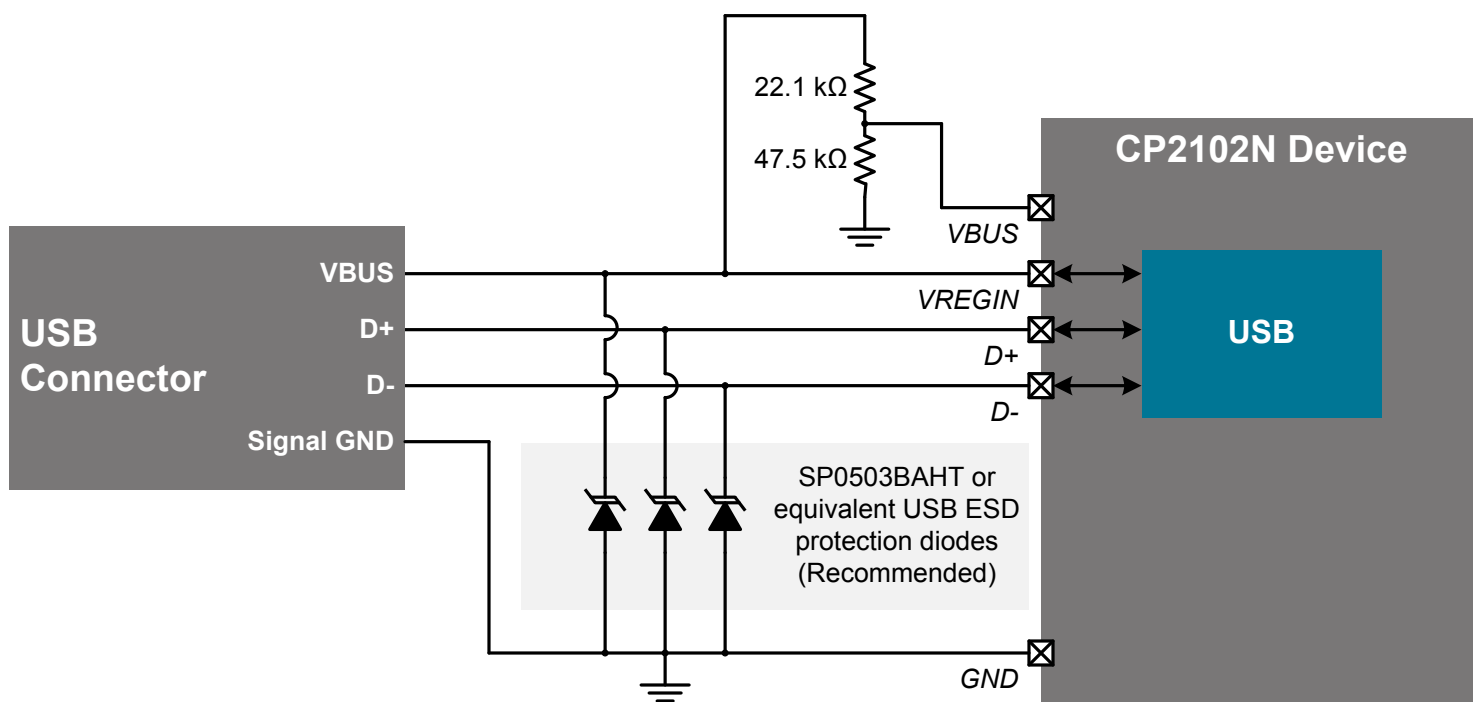 22.1 kΩ
47.5 kΩ
CP2102N Device
VBUS
VBUS
VREGIN
USB
Connector
D+
D+
USB
D-
D-
Signal GND
SP0503BAHT or
equivalent USB ESD
protection diodes
(Recommended)
GND